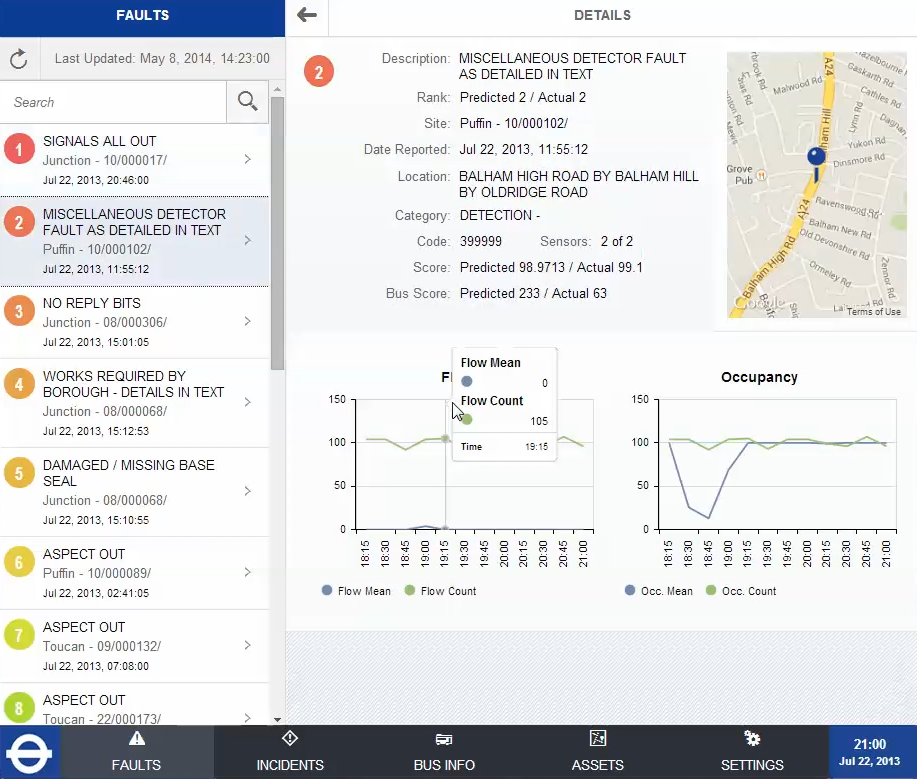 FAULTS
Last Updated: May 8, 2014, 14:23:00
Search
1
SIGNALS ALL OUT
Junction - 10/000017/
Jul 22, 2013, 20:46:00
2
MISCELLANEOUS DETECTOR
FAULT AS DETAILED IN TEXT
Puffin - 10/000102/
Jul 22, 2013, 11:55:12
3
NO REPLY BITS
Junction - 08/000306/
Jul 22, 2013, 15:01:05
4
WORKS REQUIRED BY
BOROUGH - DETAILS IN TEXT
Junction - 08/000068/
Jul 22, 2013, 15:12:53
5
DAMAGED / MISSING BASE
SEAL
Junction - 08/000068/
Jul 22, 2013, 15:10:55
6
ASPECT OUT
Puffin - 10/000089/
Jul 22, 2013, 02:41:05
7
ASPECT OUT
Toucan - 09/000132/
Jul 22, 2013, 07:08:00
8
ASPECT OUT
Toucan - 22/000173/
DETAILS
2
Description: MISCELLANEOUS DETECTOR FAULT
AS DETAILED IN TEXT
Rank: Predicted 2 / Actual 2
Site: Puffin - 10/000102/
Date Reported: Jul 22, 2013, 11:55:12
Location: BALHAM HIGH ROAD BY BALHAM HILL
BY OLDRIDGE ROAD
Category: DETECTION -
Code: 399999 Sensors: 2 of 2
Score: Predicted 98.9713 / Actual 99.1
Bus Score: Predicted 233 / Actual 63
A24
Gaskarth Rd
Malwood Rd
Cathles Rd
Lynn Rd
Yukon Rd
Dinsmore Rd
Grove
Pub
Ravenswood Rd
A24
Balham New Rd
Old Devonshire Rd
Ormeley Rd
Zennor Rd
Balham High Rd
Google
Terms of Use
Flow Mean
0
Flow Count
105
Time 19:15
150
100
50
0
18:15
18:30
18:45
19:00
19:15
19:30
19:45
20:00
20:15
20:30
20:45
21:00
Flow Mean Flow Count
Occupancy
150
100
50
0
18:15
18:30
18:45
19:00
19:15
19:30
19:45
20:00
20:15
20:30
20:45
21:00
Occ. Mean Occ. Count
FAULTS
INCIDENTS
BUS INFO
ASSETS
SETTINGS
21:00
Jul 22, 2013